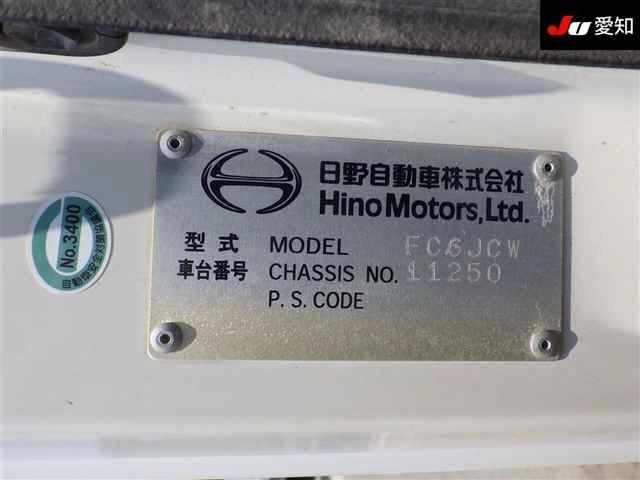 JU 愛知
日野自動車株式会社
Hino Motors, Ltd.
型式 MODEL FC6JCW
車台番号 CHASSIS NO. 11250
P. S. CODE
No.3400